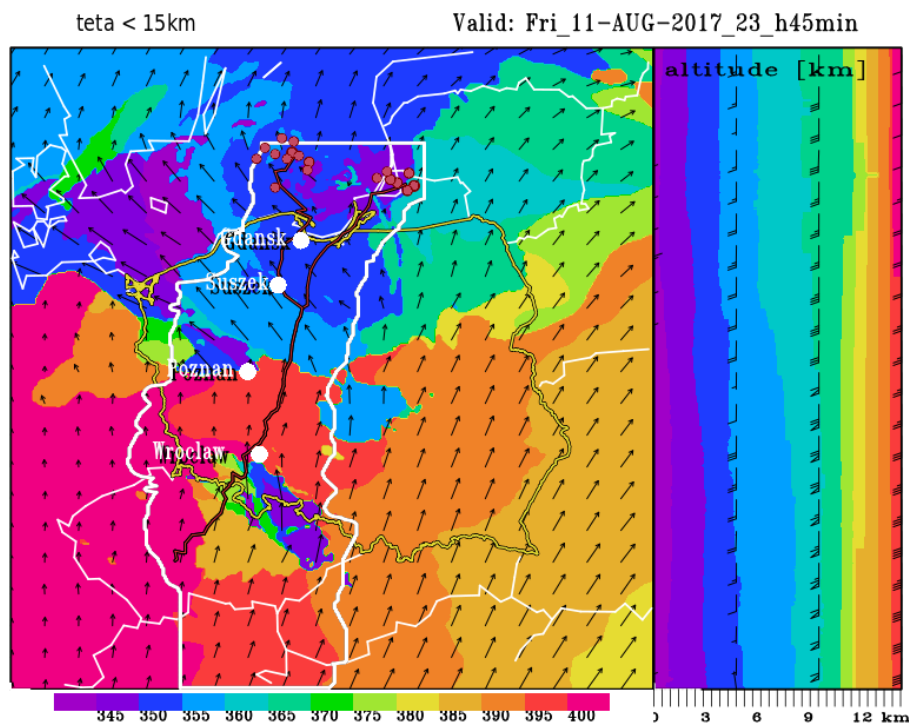 teta < 15km
Valid: Fri_11-AUG-2017_23_h45min
altitude [km]
Gdansk
Suszek
Poznan
Wroclaw
345 350 355 360 365 370 375 380 385 390 395 400
0 3 6 9 12 km